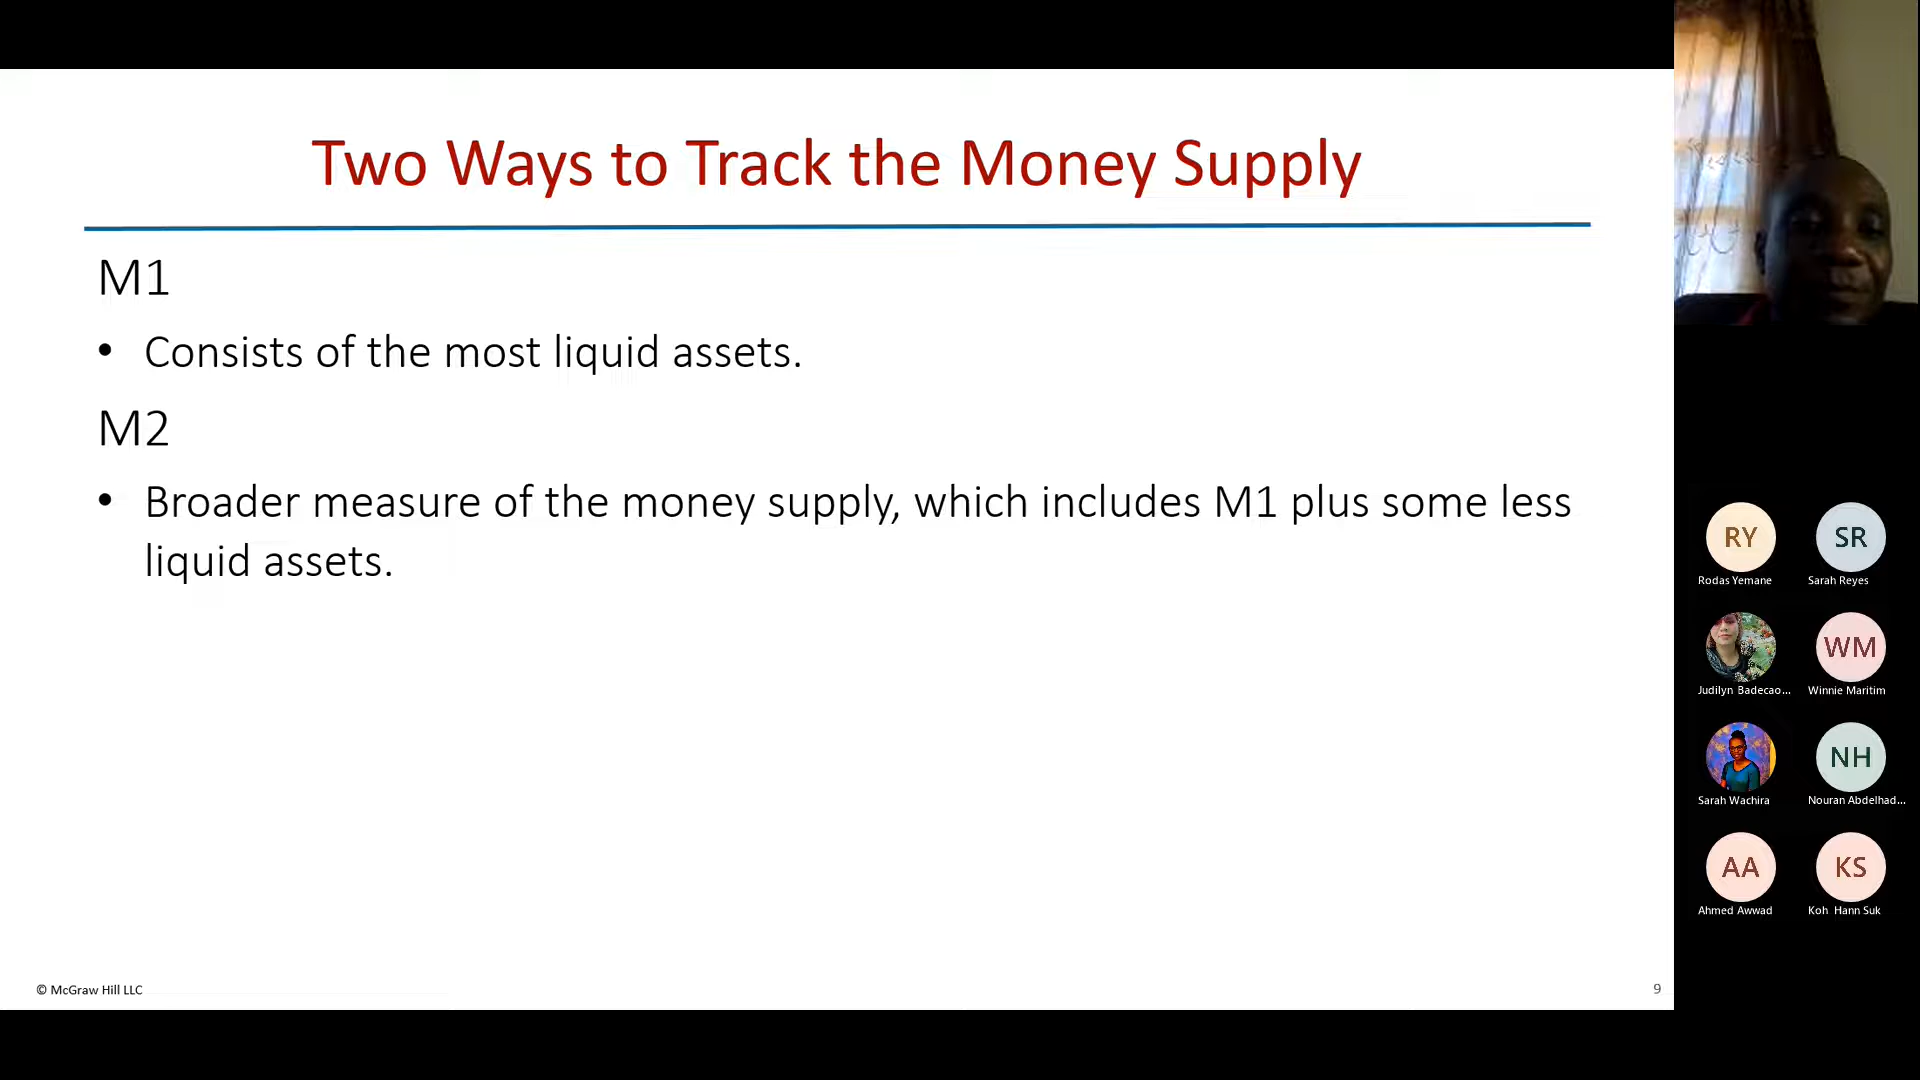 Two Ways to Track the Money Supply
M1
• Consists of the most liquid assets.
M2
• Broader measure of the money supply, which includes M1 plus some less
liquid assets.
© McGraw Hill LLC
9
RY
SR
Rodas Yemane
Sarah Reyes
WM
Judilyn Badecao...
Winnie Maritim
NH
Sarah Wachira
Nouran Abdelhad...
AA
KS
Ahmed Awwad
Koh Hann Suk